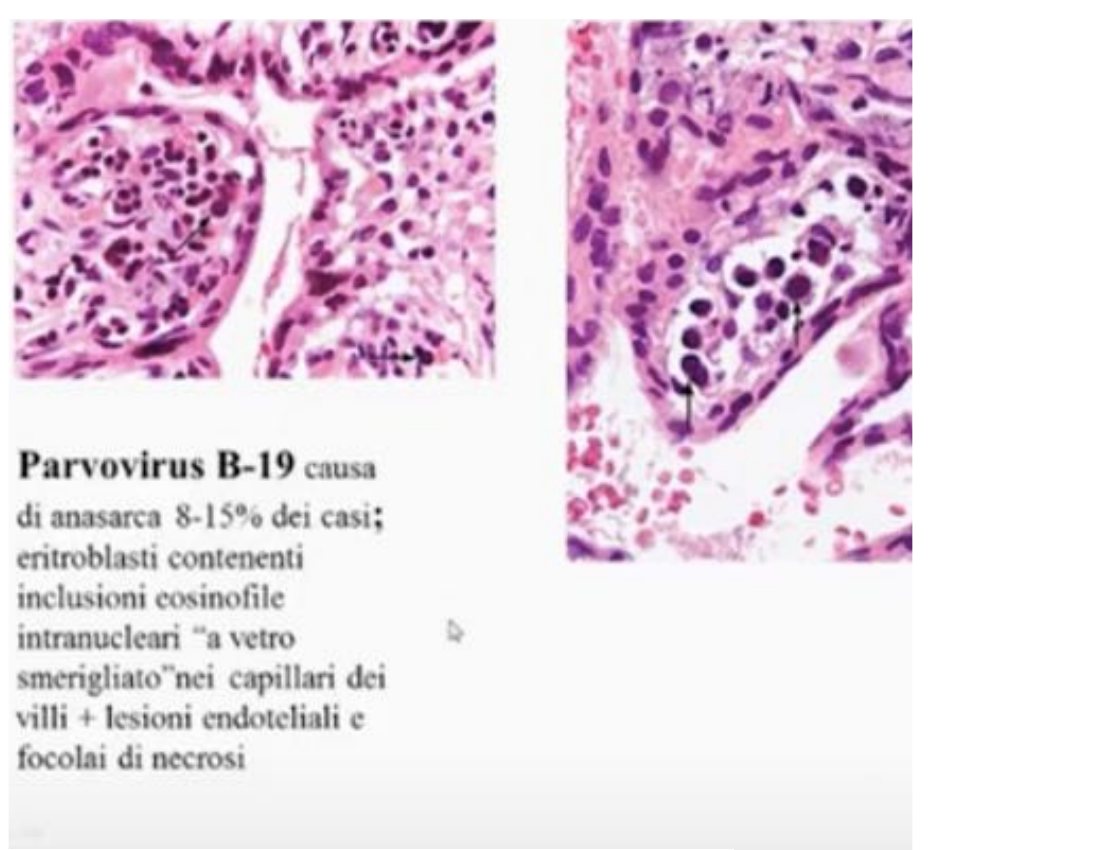 Parvovirus B-19 causa
di anasarca 8-15% dei casi;
eritroblasti contenenti
inclusioni eosinofile
intranucleari “a vetro
smerigliato”nei capillari dei
villi + lesioni endoteliali e
focolai di necrosi